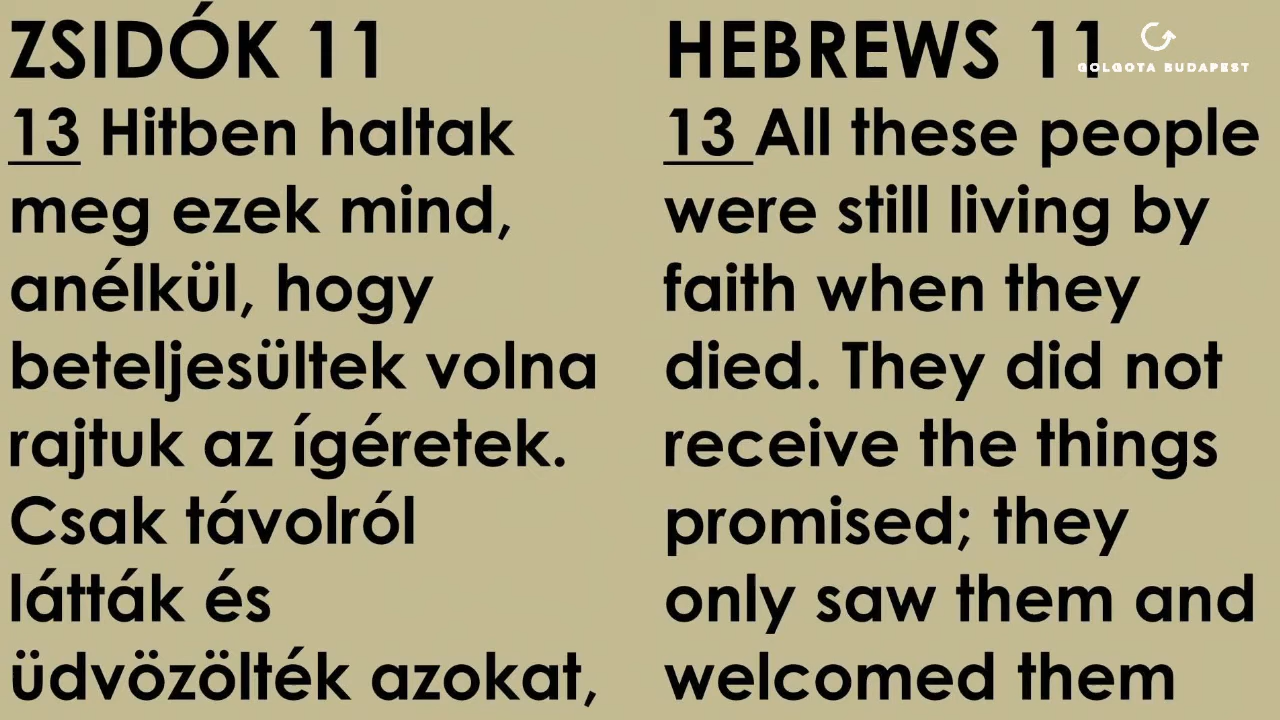 ZSIDÓK 11
13 Hitben haltak
meg ezek mind,
anélkül, hogy
beteljesültek volna
rajtuk az ígéretek.
Csak távolról
látták és
üdvözölték azokat,
HEBREWS 11
13 All these people
were still living by
faith when they
died. They did not
receive the things
promised; they
only saw them and
welcomed them
GOLGOTA BUDAPEST